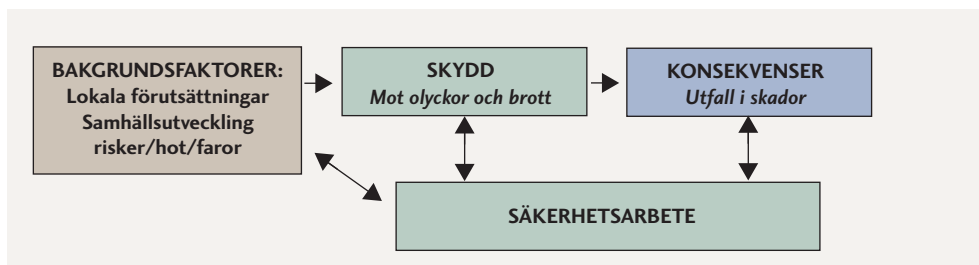 BAKGRUNDSFAKTORER:
Lokala förutsättningar
Samhällsutveckling
risker/hot/faror
SKYDD
Mot olyckor och brott
KONSEKVENSER
Utfall i skador
SÄKERHETSARBETE